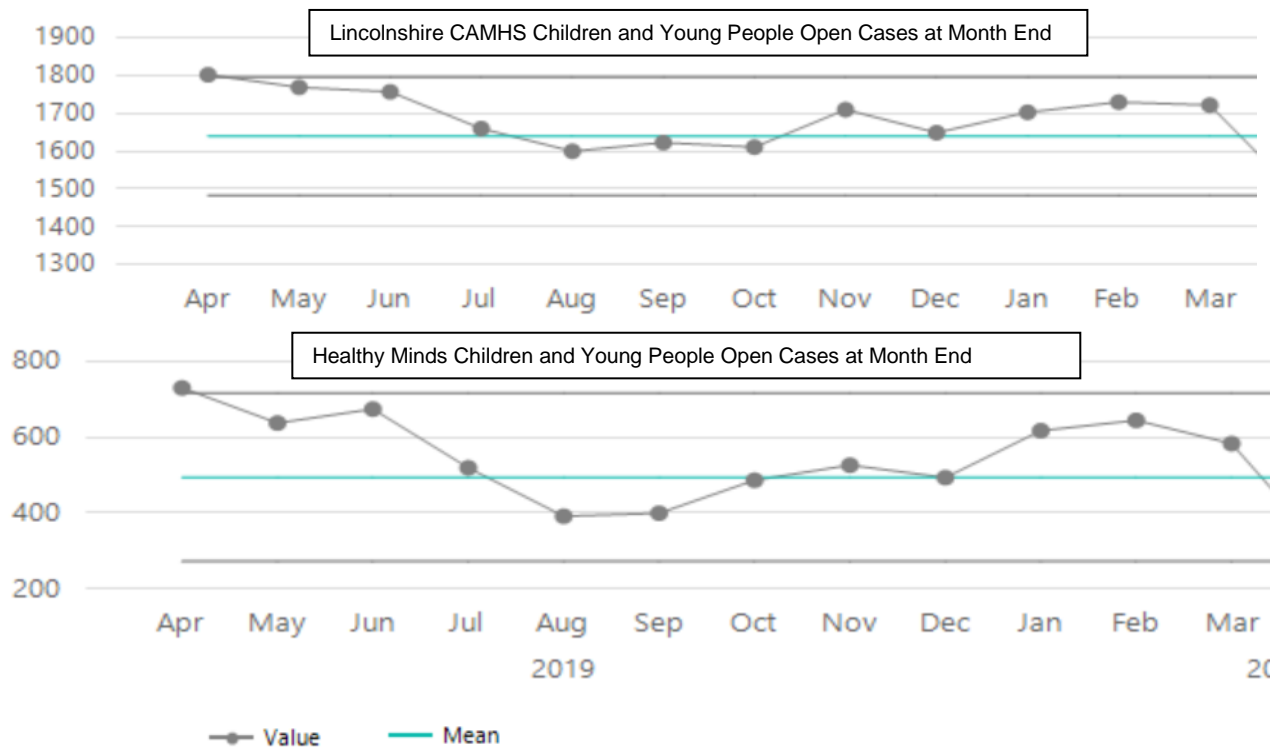 Lincolnshire CAMHS Children and Young People Open Cases at Month End
1900
1800
1700
1600
1500
1400
1300
Apr May Jun Jul Aug Sep Oct Nov Dec Jan Feb Mar
Healthy Minds Children and Young People Open Cases at Month End
800
600
400
200
Apr May Jun Jul Aug Sep Oct Nov Dec Jan Feb Mar
2019 20
Value Mean